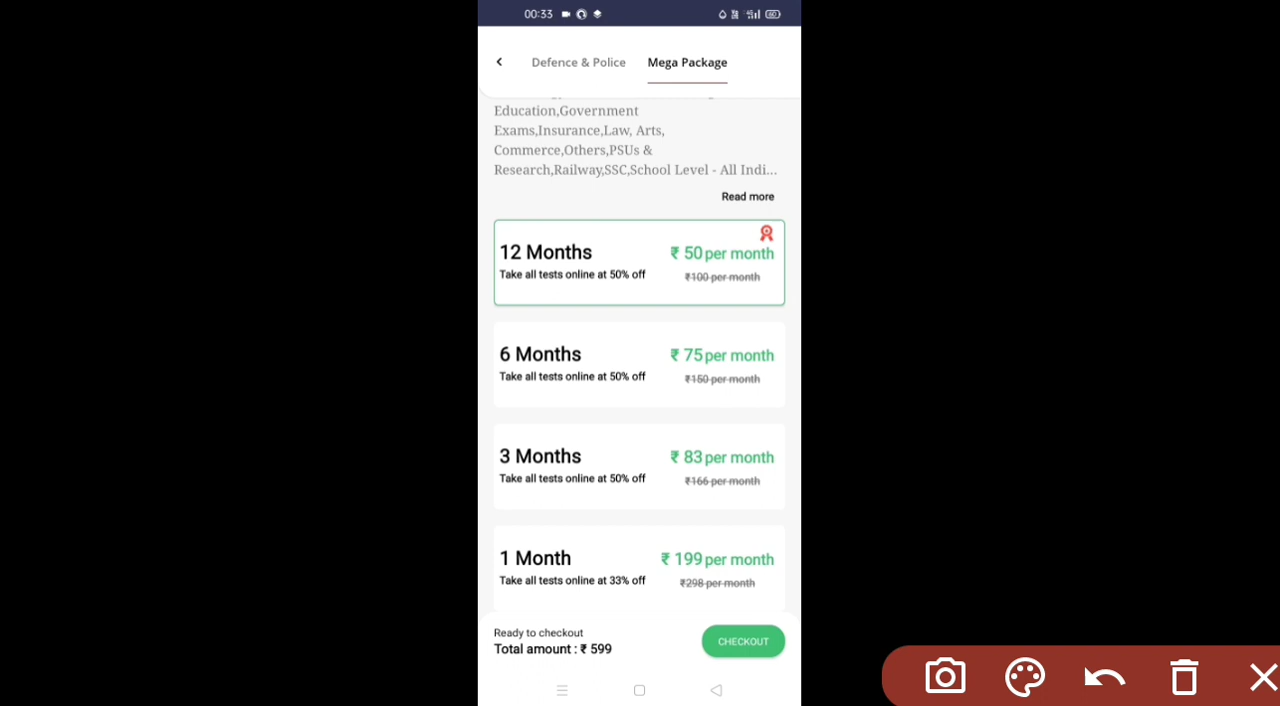 00:33
Defence & Police Mega Package
Education,Government
Exams,Insurance,Law, Arts,
Commerce,Others,PSUs &
Research,Railway,SSC,School Level - All Indi...
Read more
12 Months ₹ 50 per month
Take all tests online at 50% off ₹100 per month
6 Months ₹ 75 per month
Take all tests online at 50% off ₹150 per month
3 Months ₹ 83 per month
Take all tests online at 50% off ₹166 per month
1 Month ₹ 199 per month
Take all tests online at 33% off ₹298 per month
Ready to checkout
Total amount : ₹ 599 CHECKOUT